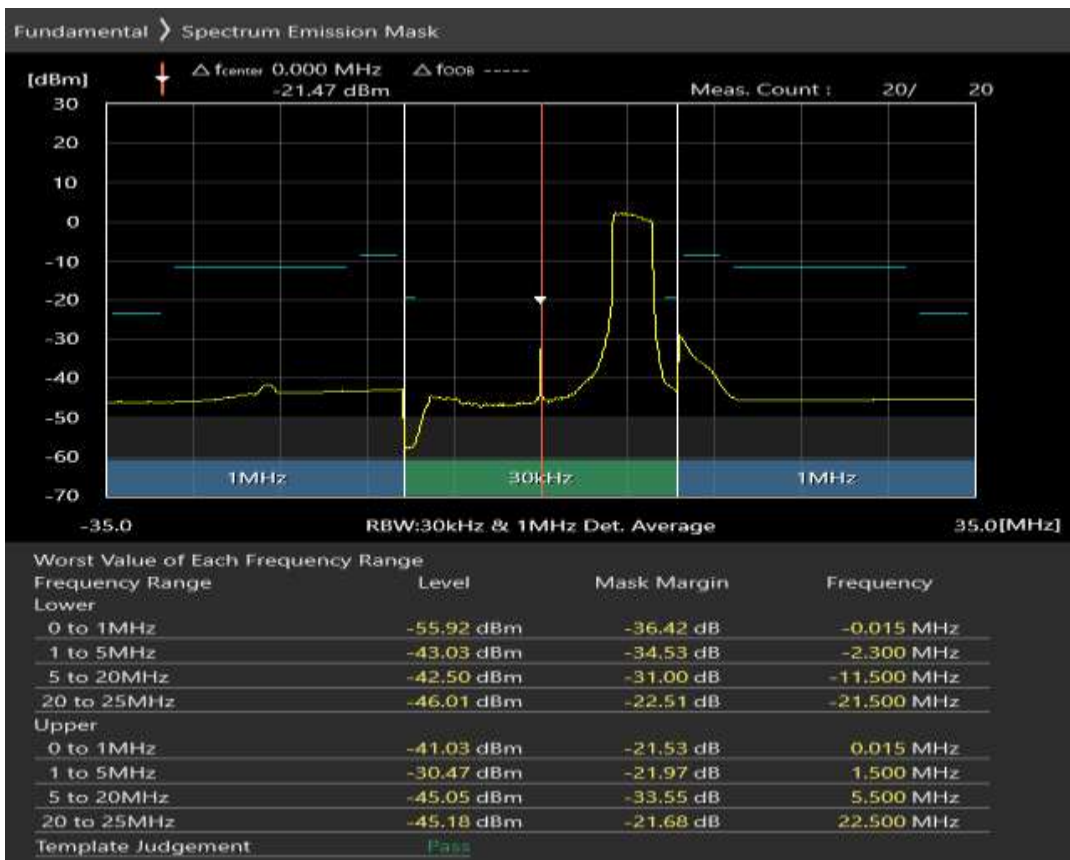 Fundamental ❯ Spectrum Emission Mask
△ fcenter 0.000 MHz △ fOOB -----
[dBm] -21.47 dBm Meas. Count : 20/ 20
30
20
10
0
-10
-20
-30
-40
-50
-60
1MHz 30kHz 1MHz
-70
-35.0 RBW:30kHz & 1MHz Det. Average 35.0[MHz]
Worst Value of Each Frequency Range
Frequency Range Level Mask Margin Frequency
Lower
0 to 1MHz -55.92 dBm -36.42 dB -0.015 MHz
1 to 5MHz -43.03 dBm -34.53 dB -2.300 MHz
5 to 20MHz -42.50 dBm -31.00 dB -11.500 MHz
20 to 25MHz -46.01 dBm -22.51 dB -21.500 MHz
Upper
0 to 1MHz -41.03 dBm -21.53 dB 0.015 MHz
1 to 5MHz -30.47 dBm -21.97 dB 1.500 MHz
5 to 20MHz -45.05 dBm -33.55 dB 5.500 MHz
20 to 25MHz -45.18 dBm -21.68 dB 22.500 MHz
Template Judgement Pass